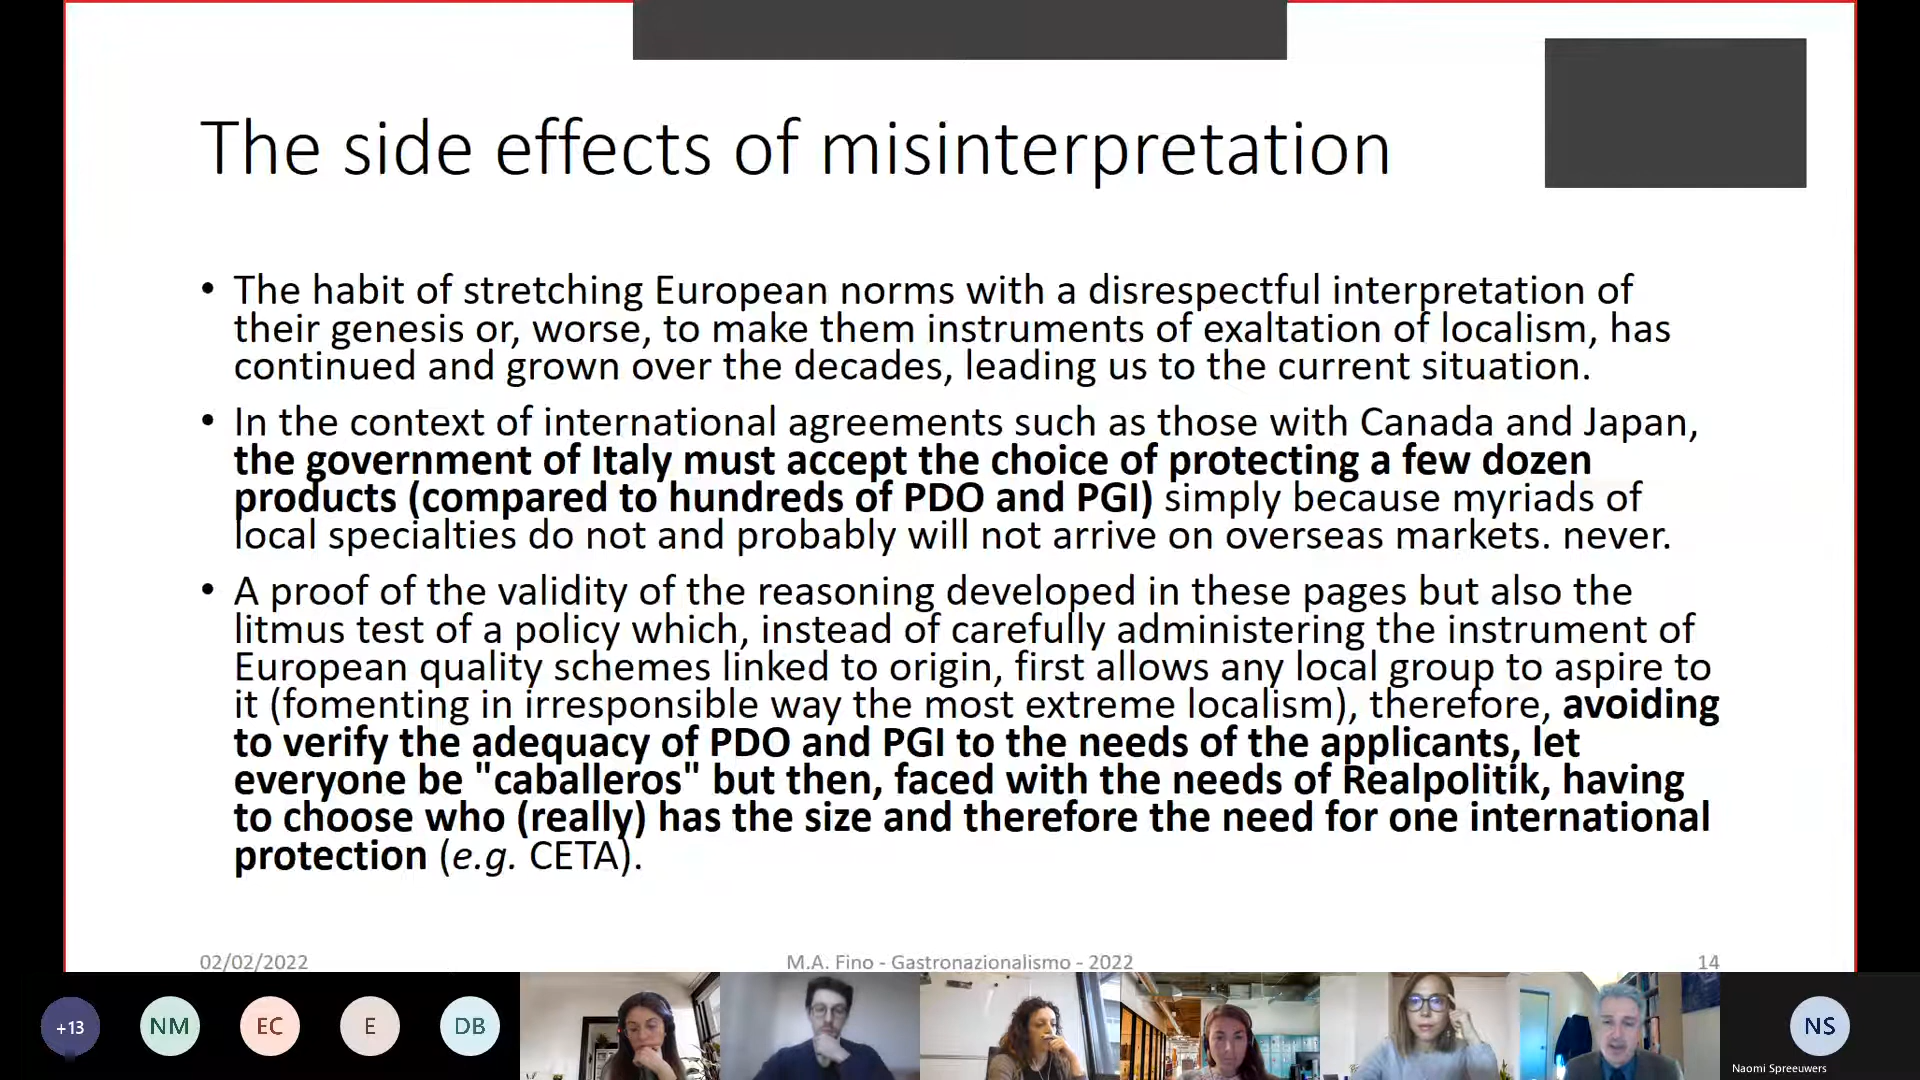 The side effects of misinterpretation
• The habit of stretching European norms with a disrespectful interpretation of
their genesis or, worse, to make them instruments of exaltation of localism, has
continued and grown over the decades, leading us to the current situation.
• In the context of international agreements such as those with Canada and Japan,
the government of Italy must accept the choice of protecting a few dozen
products (compared to hundreds of PDO and PGI) simply because myriads of
local specialties do not and probably will not arrive on overseas markets. never.
• A proof of the validity of the reasoning developed in these pages but also the
litmus test of a policy which, instead of carefully administering the instrument of
European quality schemes linked to origin, first allows any local group to aspire to
it (fomenting in irresponsible way the most extreme localism), therefore, avoiding
to verify the adequacy of PDO and PGI to the needs of the applicants, let
everyone be "caballeros" but then, faced with the needs of Realpolitik, having
to choose who (really) has the size and therefore the need for one international
protection (e.g. CETA).
02/02/2022 M.A. Fino - Gastronazionalismo - 2022 14
+13 NM EC E DB NS
Naomi Spreeuwers